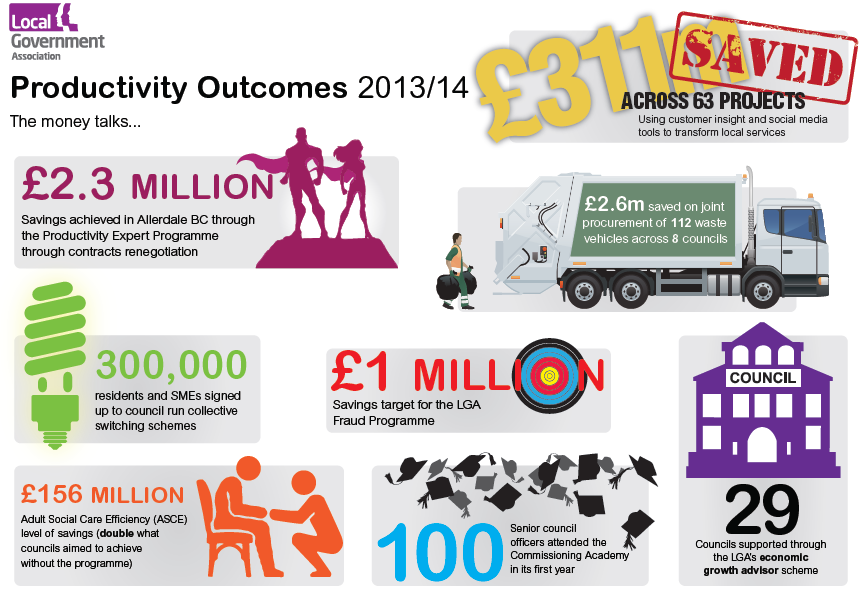 Local
Government
Association
Productivity Outcomes 2013/14
The money talks...
£311m
SAVED
ACROSS 63 PROJECTS
Using customer insight and social media
tools to transform local services
£2.3 MILLION
Savings achieved in Allerdale BC through
the Productivity Expert Programme
through contracts renegotiation
£2.6m saved on joint
procurement of 112 waste
vehicles across 8 councils
300,000
residents and SMEs signed
up to council run collective
switching schemes
£1 MILLION
Savings target for the LGA
Fraud Programme
COUNCIL
29
Councils supported through
the LGA's economic
growth advisor scheme
£156 MILLION
Adult Social Care Efficiency (ASCE)
level of savings (double what
councils aimed to achieve
without the programme)
100
Senior council
officers attended the
Commissioning Academy
in its first year